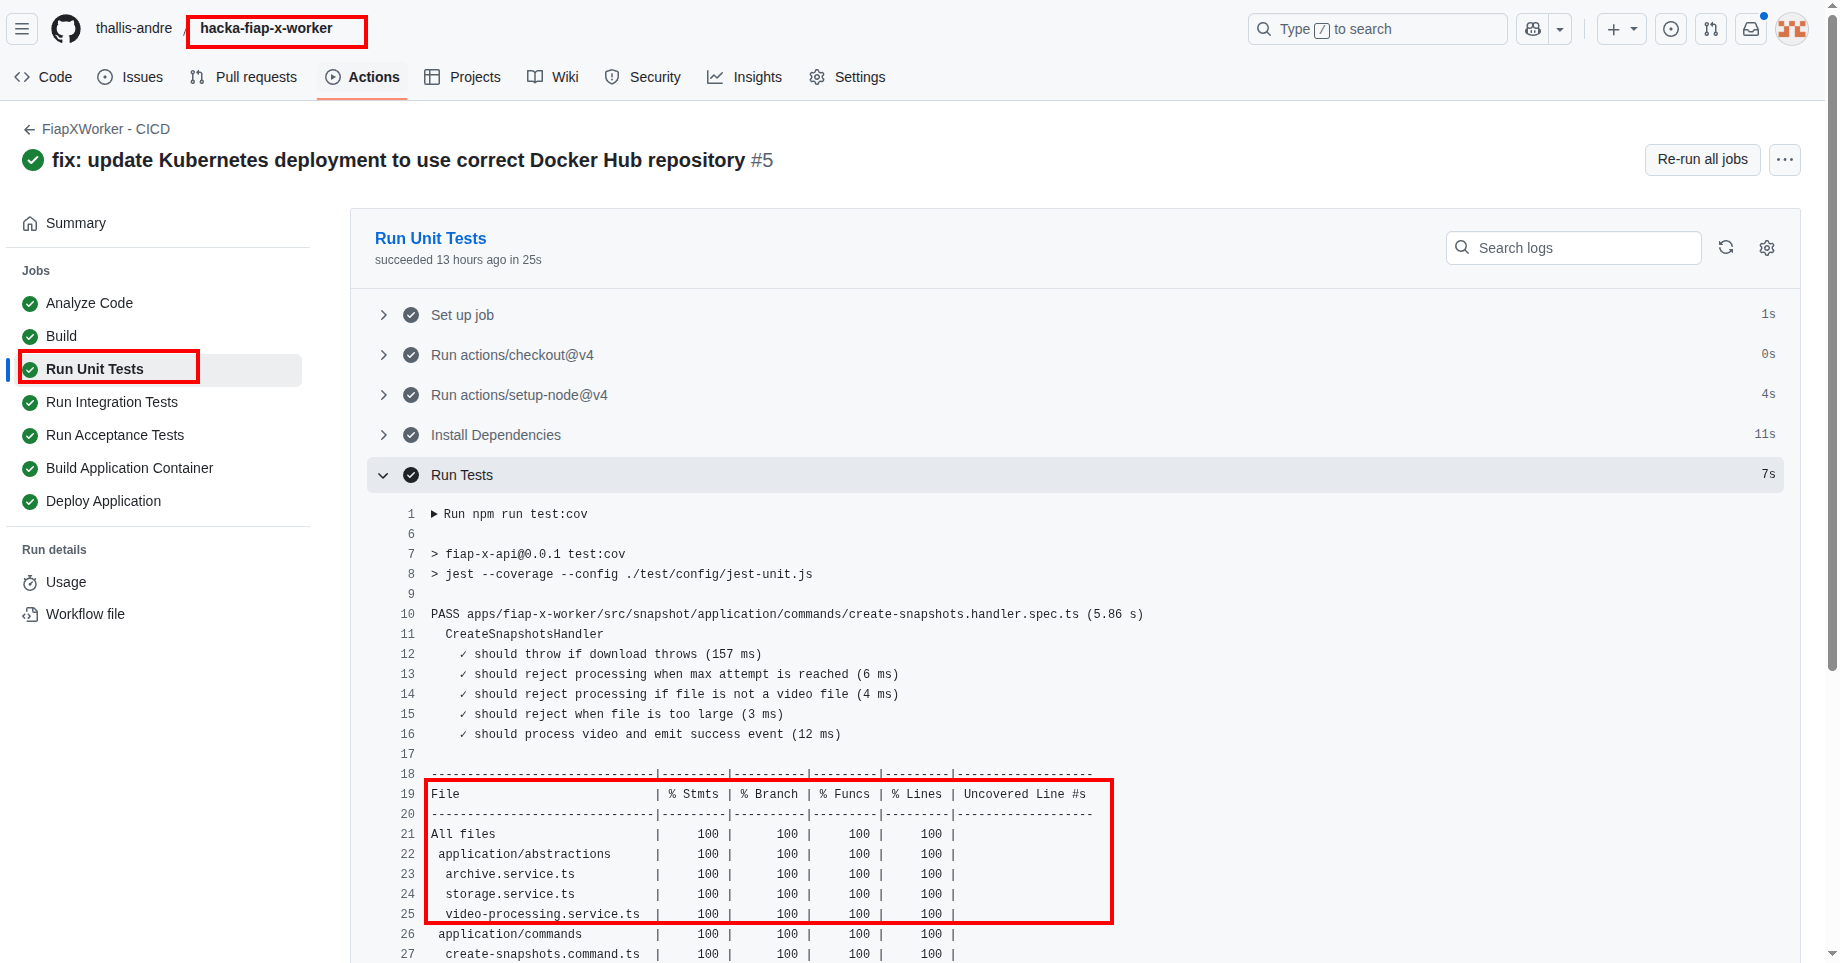 thallis-andre / hacka-fiap-x-worker
Type / to search
Code
Issues
Pull requests
Actions
Projects
Wiki
Security
Insights
Settings
FiapXWorker - CICD
fix: update Kubernetes deployment to use correct Docker Hub repository #5
Re-run all jobs
Summary
Jobs
Analyze Code
Build
Run Unit Tests
Run Integration Tests
Run Acceptance Tests
Build Application Container
Deploy Application
Run details
Usage
Workflow file
Run Unit Tests
succeeded 13 hours ago in 25s
Search logs
Set up job 1s
Run actions/checkout@v4 0s
Run actions/setup-node@v4 4s
Install Dependencies 11s
Run Tests 7s
1 Run npm run test:cov
6
7 > fiap-x-api@0.0.1 test:cov
8 > jest --coverage --config ./test/config/jest-unit.js
9
10 PASS apps/fiap-x-worker/src/snapshot/application/commands/create-snapshots.handler.spec.ts (5.86 s)
11 CreateSnapshotsHandler
12 ✓ should throw if download throws (157 ms)
13 ✓ should reject processing when max attempt is reached (6 ms)
14 ✓ should reject processing if file is not a video file (4 ms)
15 ✓ should reject when file is too large (3 ms)
16 ✓ should process video and emit success event (12 ms)
17
18 -------------------------------|---------|----------|---------|---------|-------------------
19 File | % Stmts | % Branch | % Funcs | % Lines | Uncovered Line #s
20 -------------------------------|---------|----------|---------|---------|-------------------
21 All files | 100 | 100 | 100 | 100 |
22 application/abstractions | 100 | 100 | 100 | 100 |
23 archive.service.ts | 100 | 100 | 100 | 100 |
24 storage.service.ts | 100 | 100 | 100 | 100 |
25 video-processing.service.ts | 100 | 100 | 100 | 100 |
26 application/commands | 100 | 100 | 100 | 100 |
27 create-snapshots.command.ts | 100 | 100 | 100 | 100 |